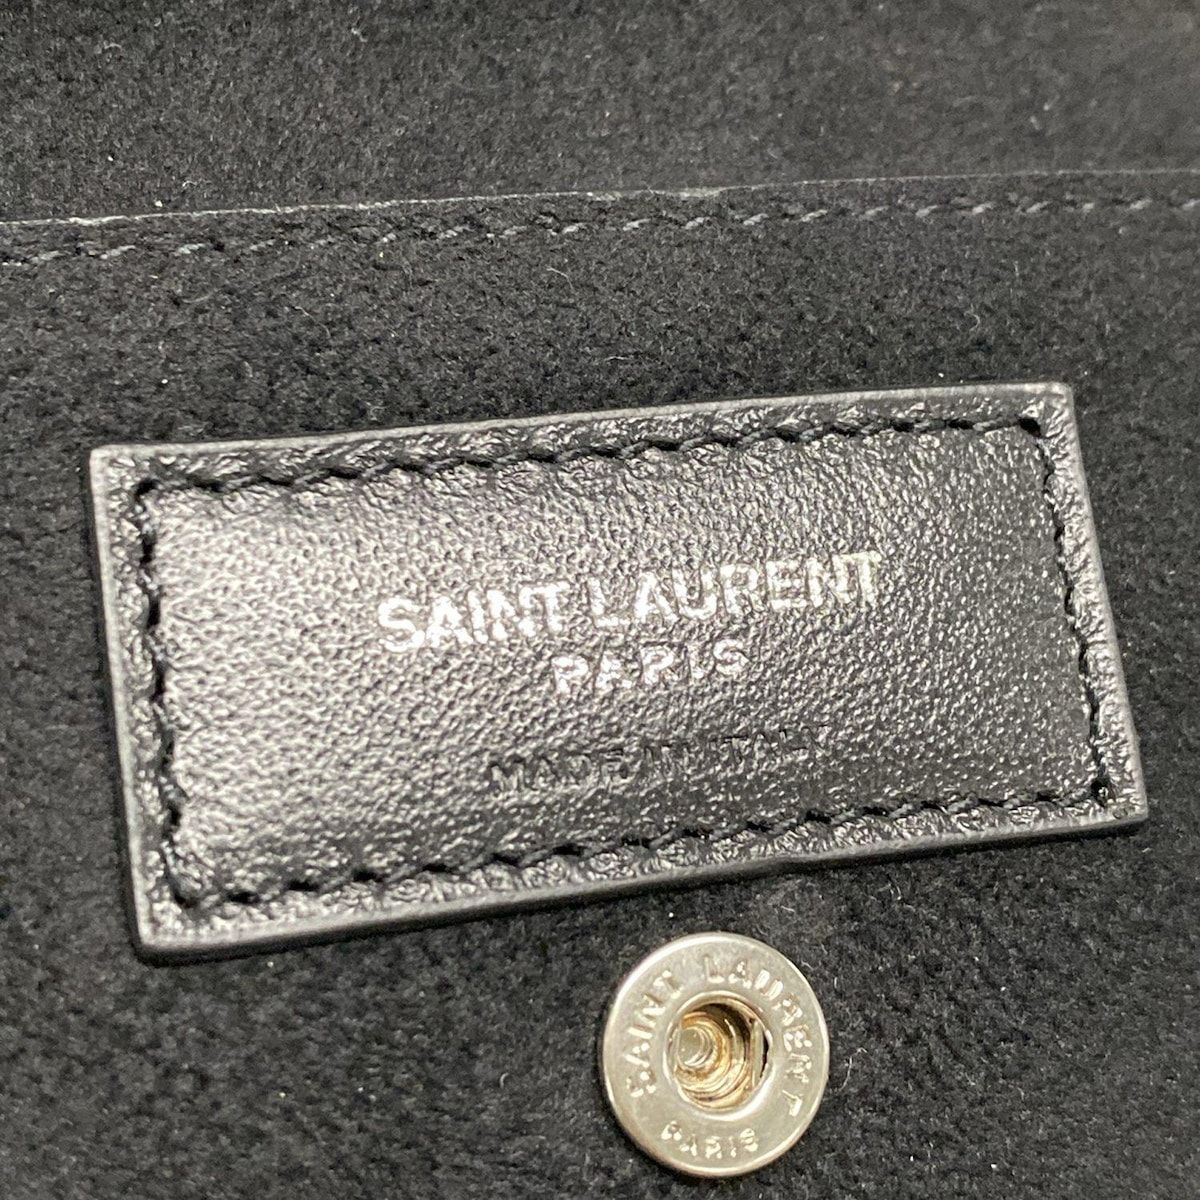 SAINT LAURENT
PARIS
MADE IN ITALY
SAINT LAURENT
PARIS